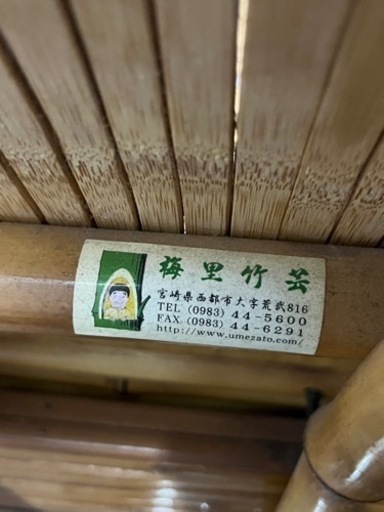 梅里竹芸
宮崎県西都市大字荒武816
TEL (0983) 44-5600
FAX (0983) 44-6291
http://www.umezato.com/